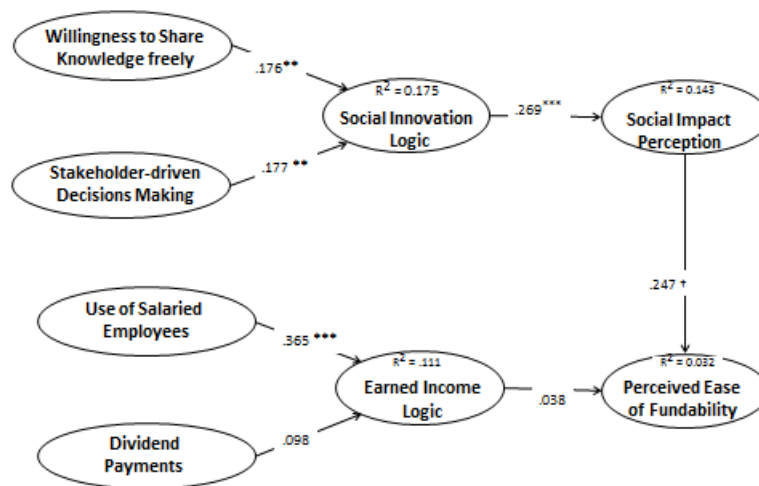 Willingness to Share
Knowledge freely
.176**
R² = 0.175
Social Innovation
Logic
.269***
R² = 0.143
Social Impact
Perception
Stakeholder-driven
Decisions Making
.177 **
.247 †
Use of Salaried
Employees
.365 ***
R² = .111
Earned Income
Logic
.038
R² = 0.032
Perceived Ease
of Fundability
.098
Dividend
Payments